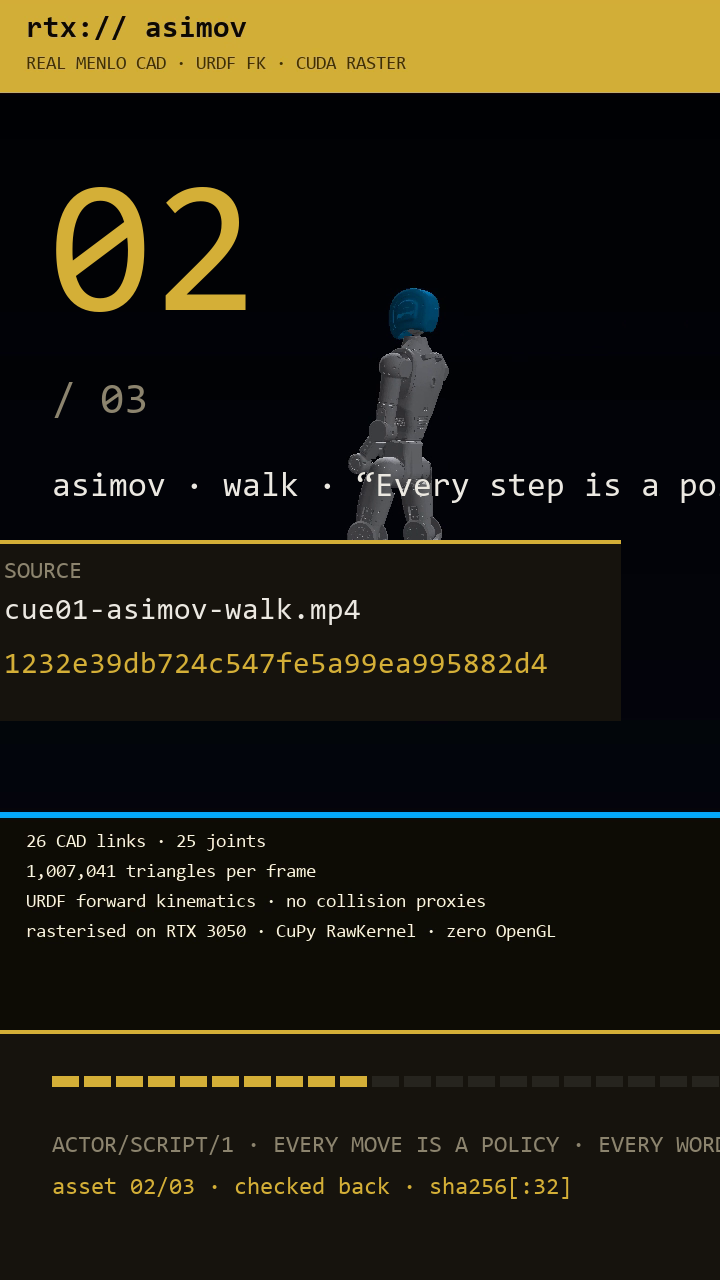 rtx:// asimov
REAL MENLO CAD · URDF FK · CUDA RASTER
02
/ 03
asimov · walk · “Every step is a po
SOURCE
cue01-asimov-walk.mp4
1232e39db724c547fe5a99ea995882d4
26 CAD links · 25 joints
1,007,041 triangles per frame
URDF forward kinematics · no collision proxies
rasterised on RTX 3050 · CuPy RawKernel · zero OpenGL
ACTOR/SCRIPT/1 · EVERY MOVE IS A POLICY · EVERY WORD
asset 02/03 · checked back · sha256[:32]